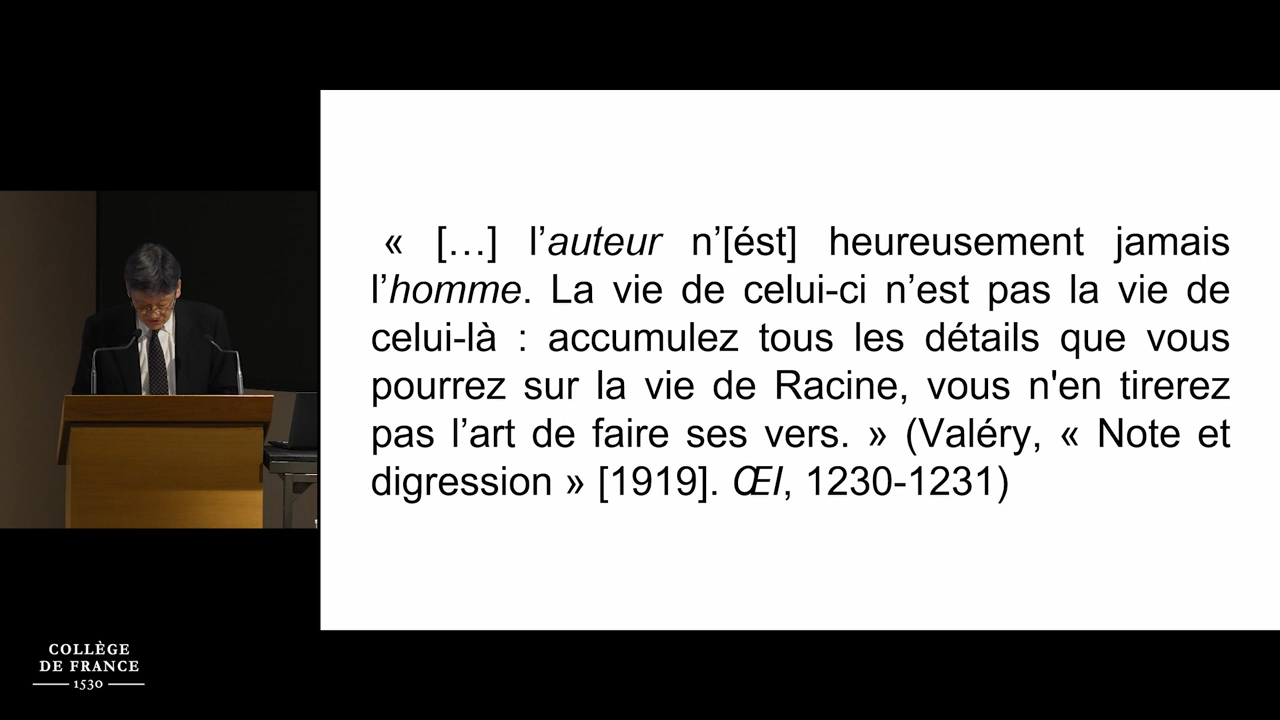 « […] l’auteur n’[ést] heureusement jamais
l’homme. La vie de celui-ci n’est pas la vie de
celui-là : accumulez tous les détails que vous
pourrez sur la vie de Racine, vous n'en tirerez
pas l’art de faire ses vers. » (Valéry, « Note et
digression » [1919]. ŒI, 1230-1231)
COLLÈGE
DE FRANCE
1530